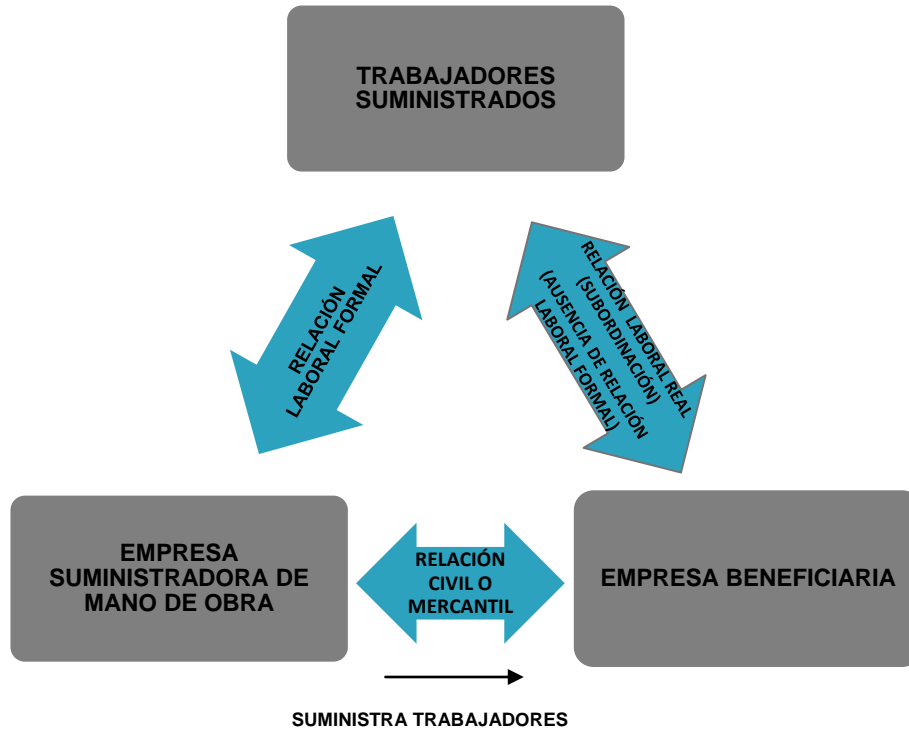 TRABAJADORES
SUMINISTRADOS
RELACIÓN
LABORAL FORMAL
RELACIÓN LABORAL REAL
(SUBORDINACIÓN)
(AUSENCIA DE RELACIÓN
LABORAL FORMAL)
EMPRESA
SUMINISTRADORA DE
MANO DE OBRA
RELACIÓN
CIVIL O
MERCANTIL
EMPRESA BENEFICIARIA
SUMINISTRA TRABAJADORES